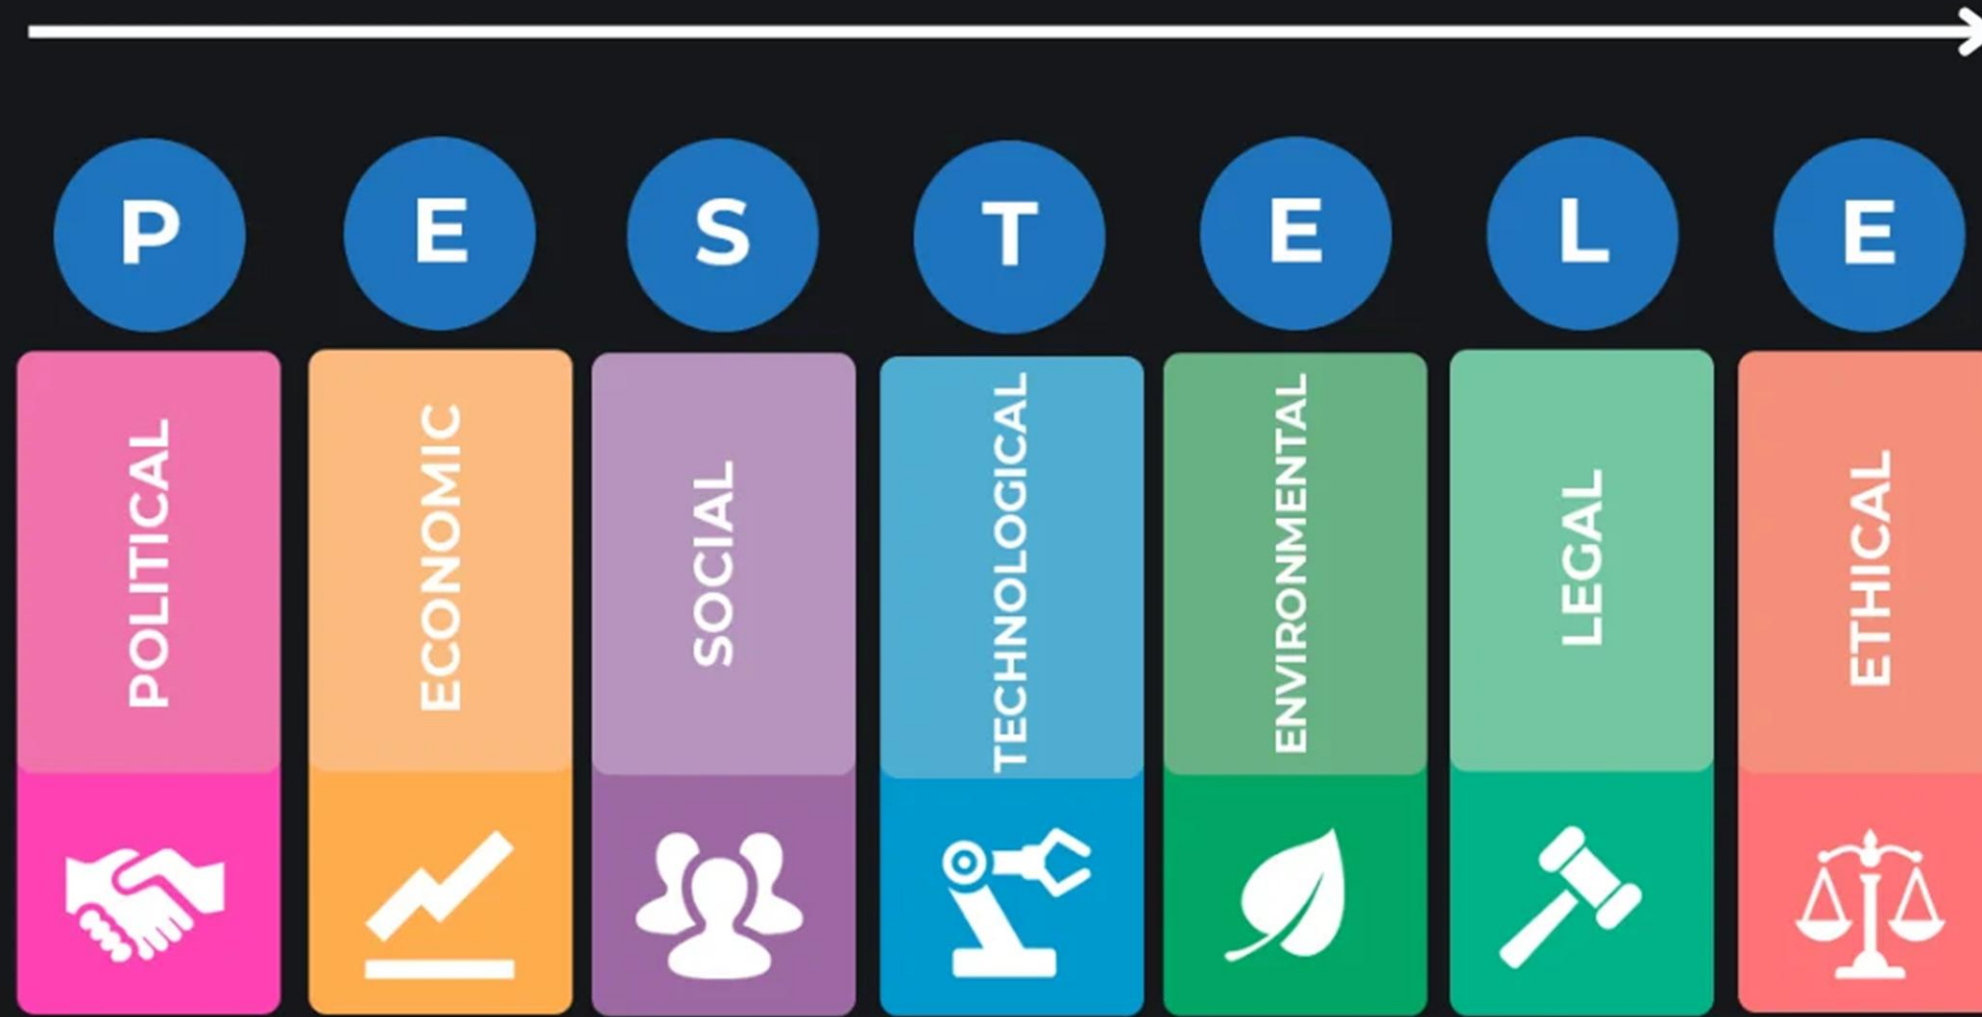 P E S T E L E
POLITICAL
ECONOMIC
SOCIAL
TECHNOLOGICAL
ENVIRONMENTAL
LEGAL
ETHICAL